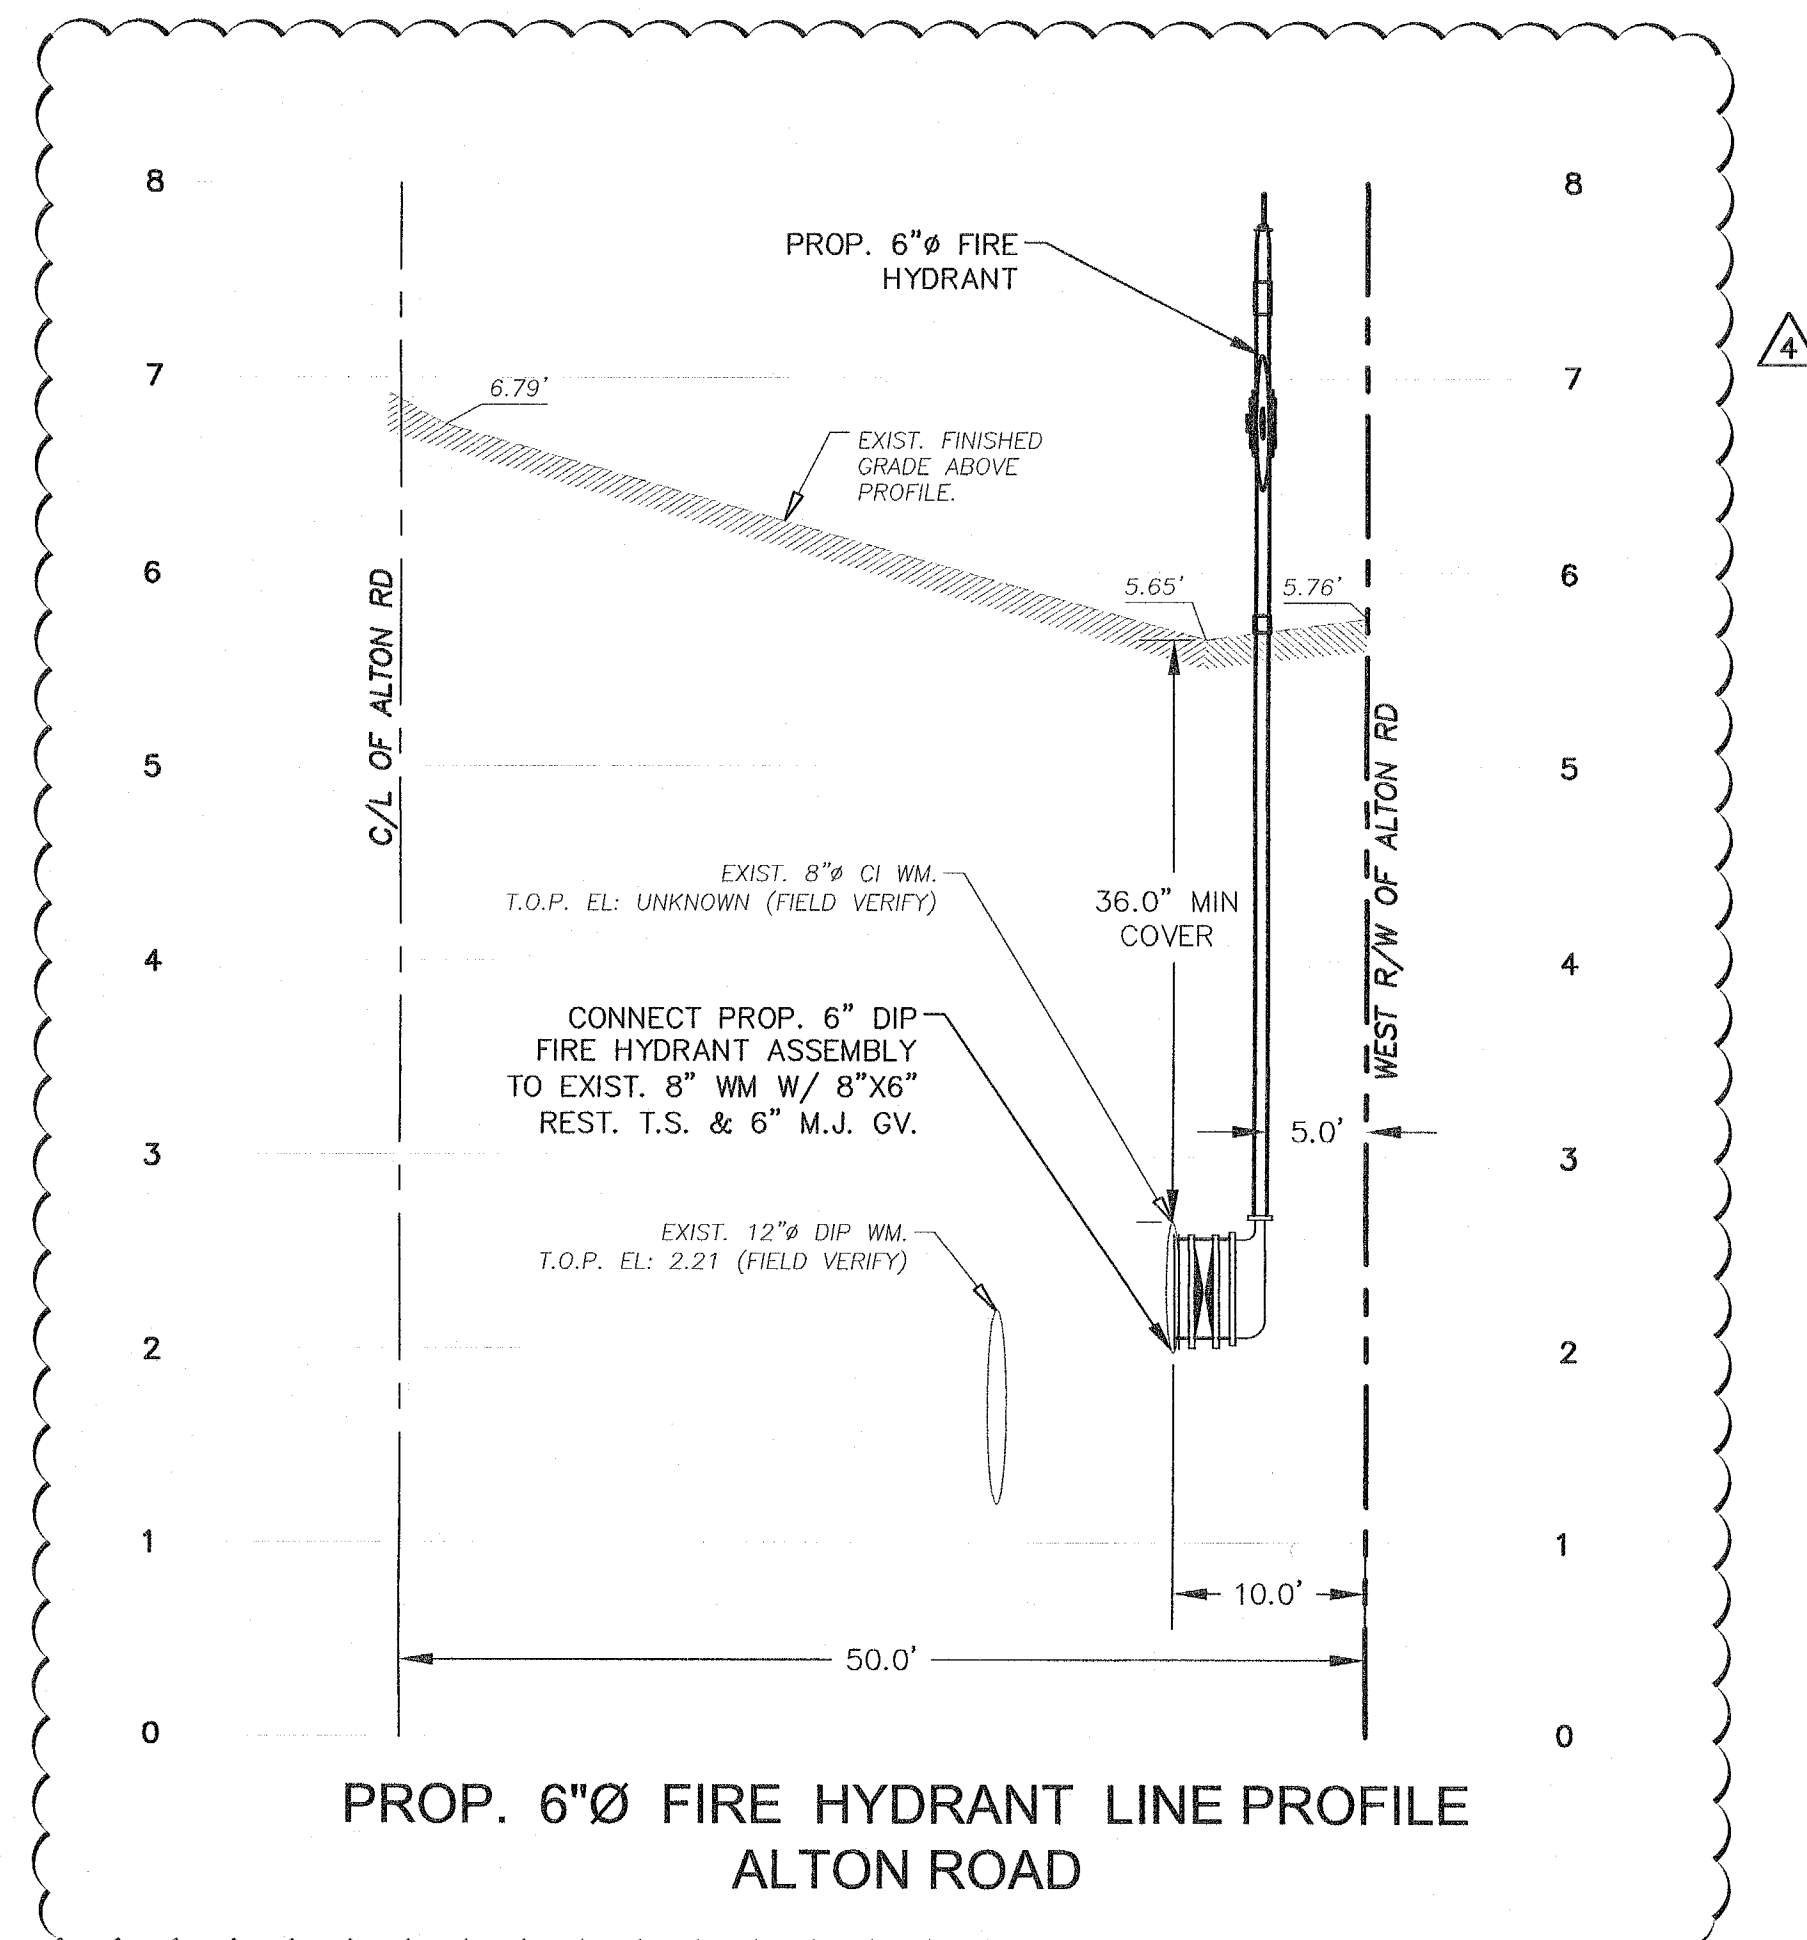 8
8
PROP. 6"ø FIRE
HYDRANT
4
7
7
6.79'
EXIST. FINISHED
GRADE ABOVE
PROFILE.
6
6
5.65'
5.76'
C/L OF ALTON RD
WEST R/W OF ALTON RD
5
5
EXIST. 8"ø CI WM.
T.O.P. EL: UNKNOWN (FIELD VERIFY)
36.0" MIN
COVER
4
4
CONNECT PROP. 6" DIP
FIRE HYDRANT ASSEMBLY
TO EXIST. 8" WM W/ 8"X6"
REST. T.S. & 6" M.J. GV.
5.0'
3
3
EXIST. 12"ø DIP WM.
T.O.P. EL: 2.21 (FIELD VERIFY)
2
2
1
1
10.0'
50.0'
0
0
PROP. 6"Ø FIRE HYDRANT LINE PROFILE
ALTON ROAD